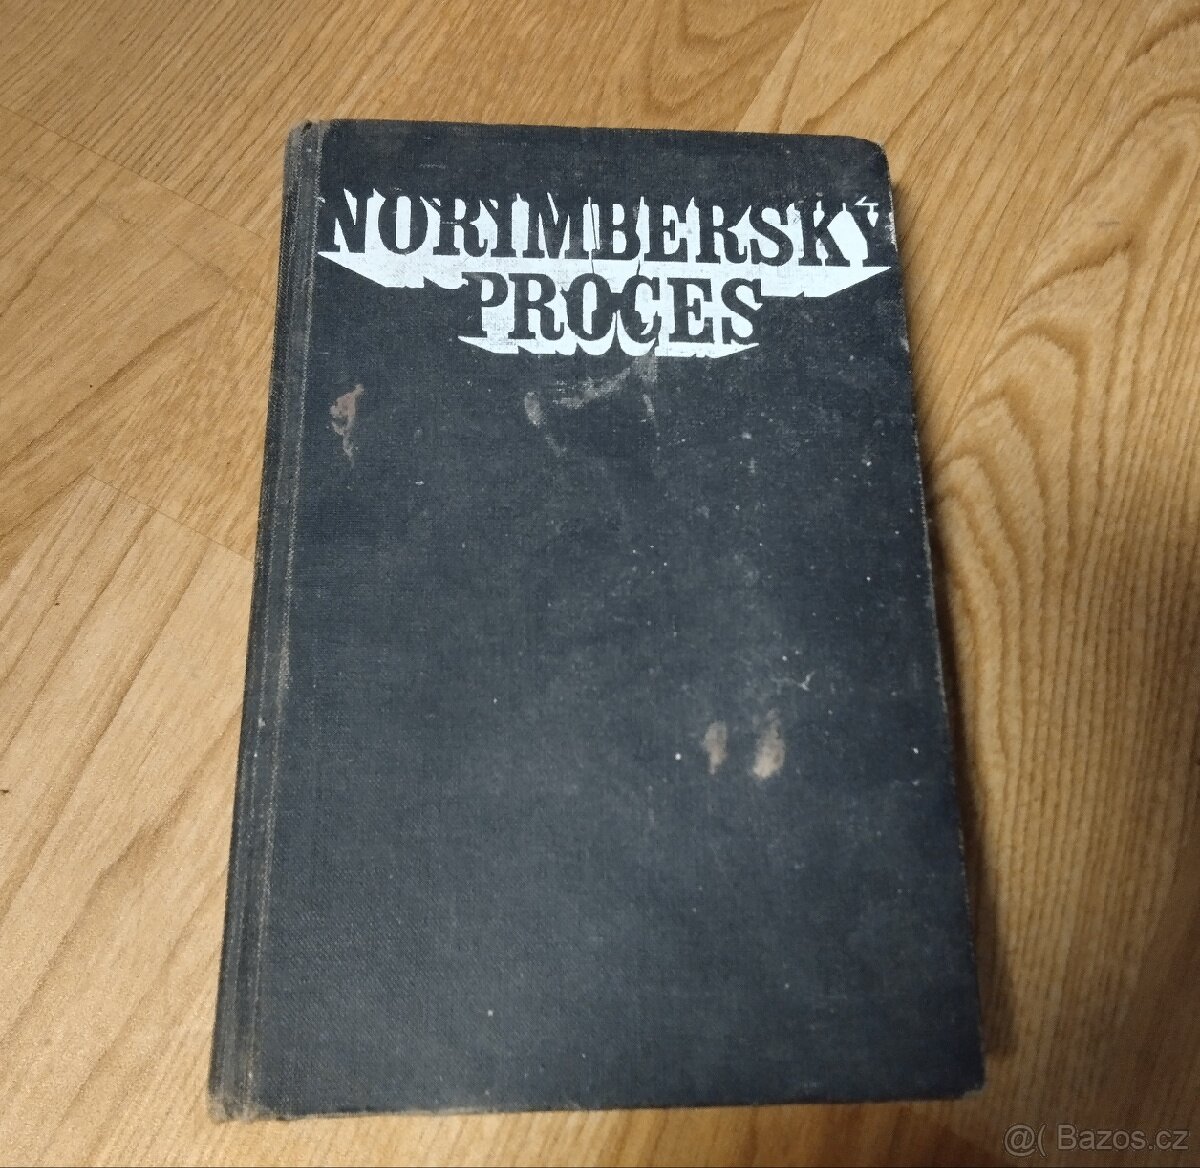 NORIMBERSKÝ
PROCES
@( Bazos.cz